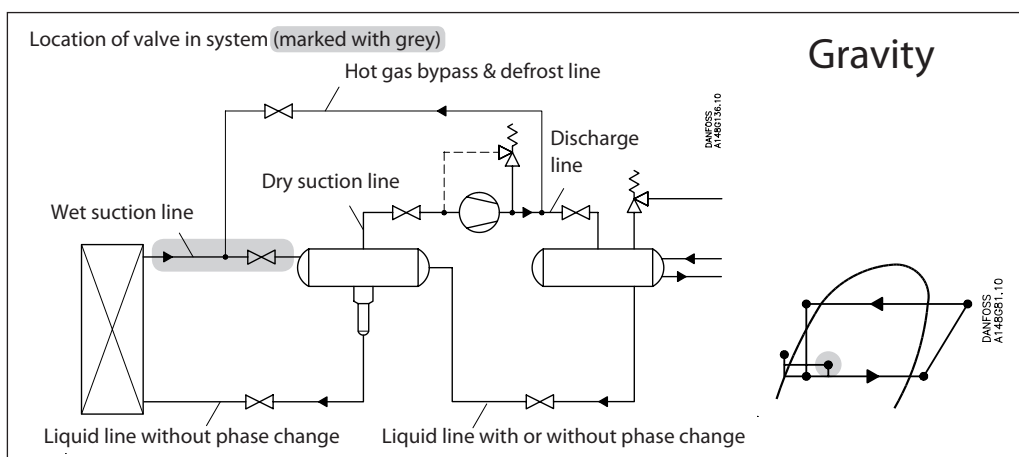 Location of valve in system (marked with grey)
Gravity
Hot gas bypass & defrost line
DANFOSS
A148G136.10
Discharge
line
Dry suction line
Wet suction line
DANFOSS
A148G81.10
Liquid line without phase change
Liquid line with or without phase change